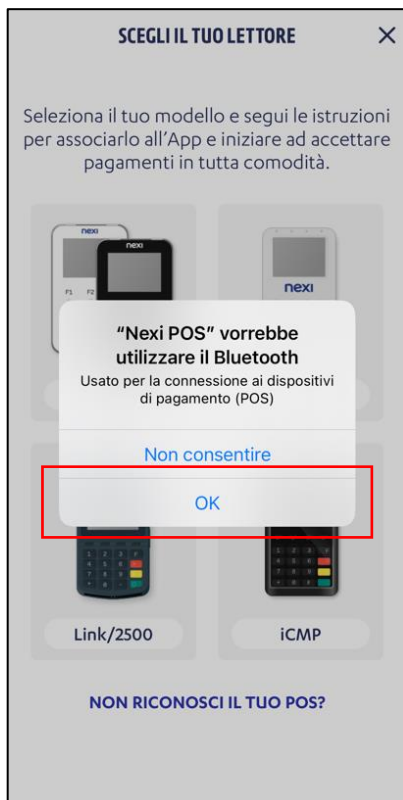 SCEGLI IL TUO LETTORE
Seleziona il tuo modello e segui le istruzioni
per associarlo all'App e iniziare ad accettare
pagamenti in tutta comodità.
nexi
nexi
nexi
F1 F2
"Nexi POS" vorrebbe
utilizzare il Bluetooth
Usato per la connessione ai dispositivi
di pagamento (POS)
Non consentire
OK
Link/2500
iCMP
NON RICONOSCI IL TUO POS?